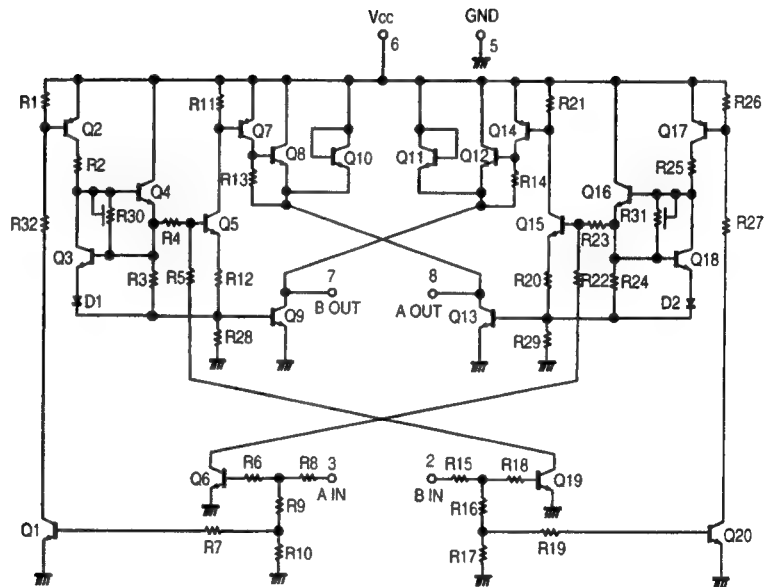 Vcc GND
6 5
R1 R11 R21 R26
Q2 Q7 Q14 Q17
Q8 Q10 Q11 Q12
R2 R13 R14 R25
Q4 Q16
R30 R31
R32 R4 Q5 Q15 R23 R27
Q3 R5 Q18
R3 R12 R20 R22 R24
7 8
D1 B OUT A OUT D2
Q9 Q13
R28 R29
R6 R8 3 2 R15 R18
Q6 A IN B IN Q19
R9 R16
Q1 R7 R10 R17 R19 Q20